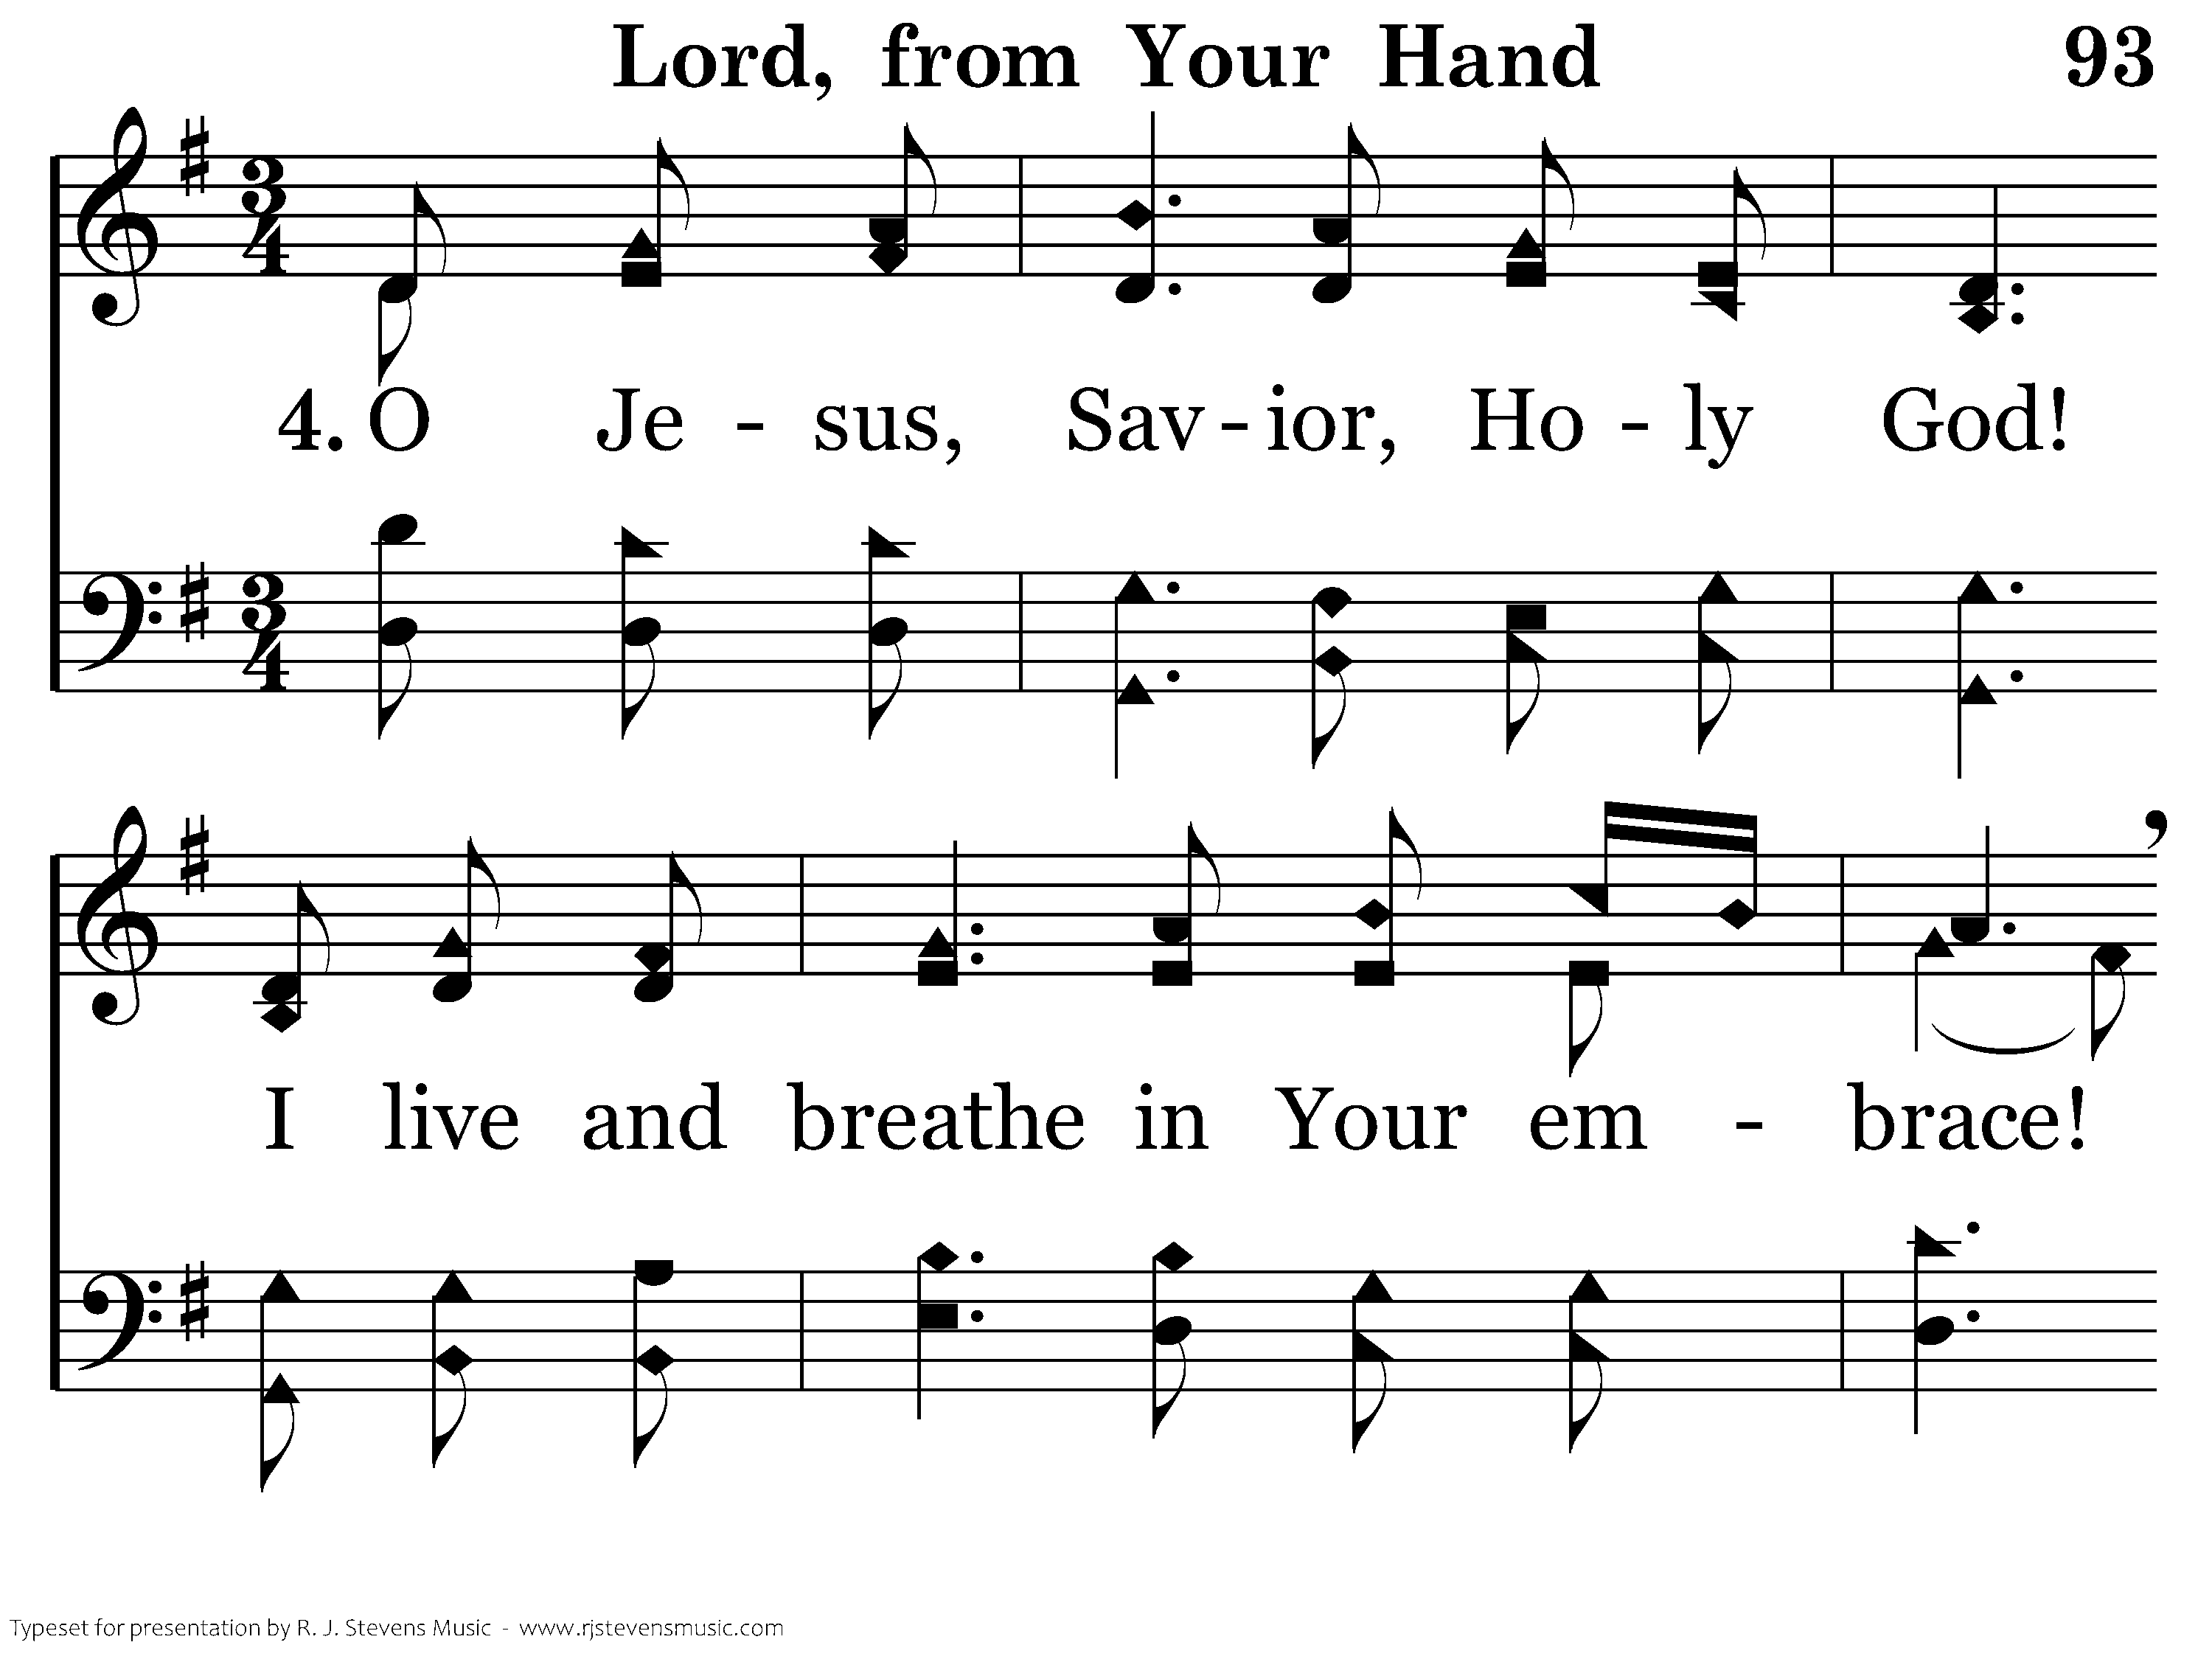 Lord, from Your Hand 93
4. O Je - sus, Sav - ior, Ho - ly God!
I live and breathe in Your em - brace!
Typeset for presentation by R. J. Stevens Music - www.rjstevensmusic.com